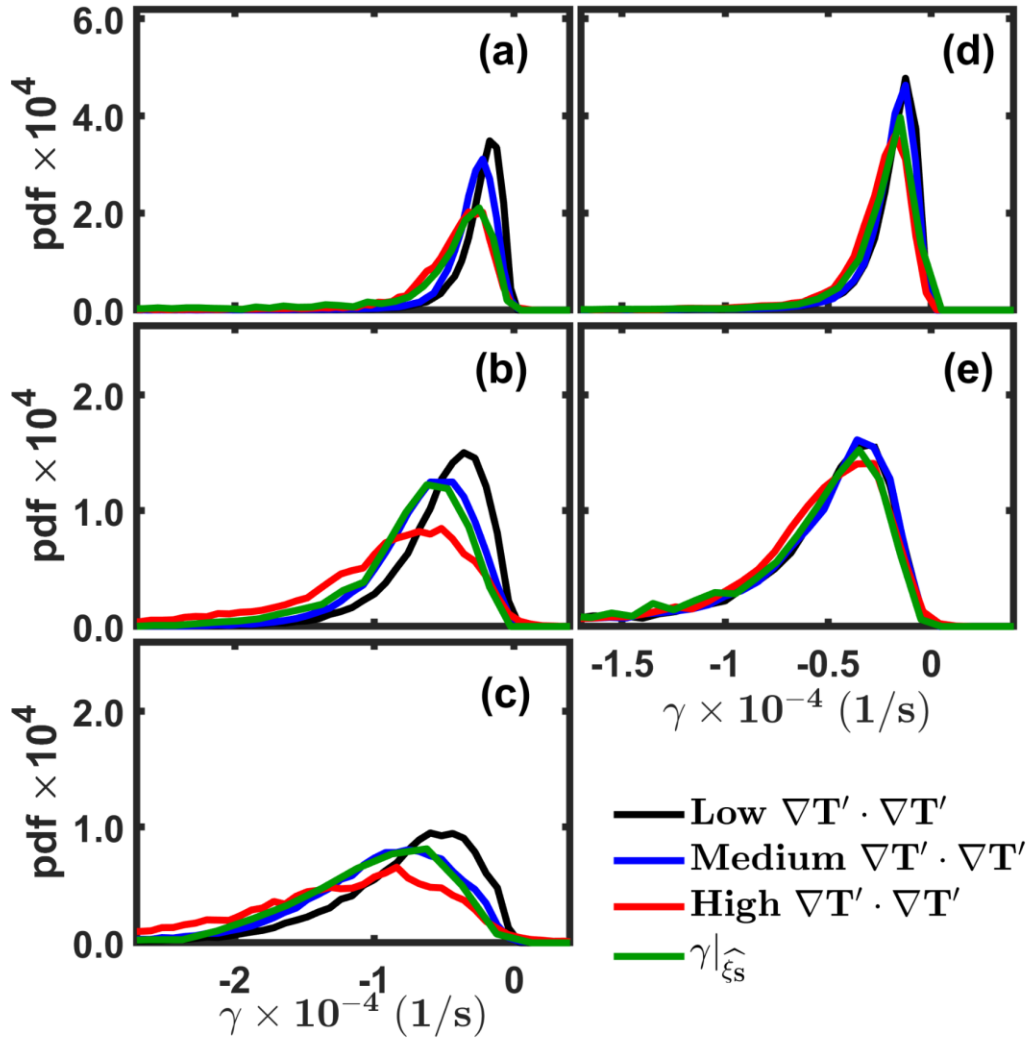 6.0
4.0
2.0
0.0
pdf ×10⁴
(a)
(d)
2.0
1.0
0.0
pdf ×10⁴
(b)
(e)
-1.5 -1 -0.5 0
γ × 10⁻⁴ (1/s)
2.0
1.0
0.0
pdf ×10⁴
(c)
-2 -1 0
γ × 10⁻⁴ (1/s)
Low ∇T′ · ∇T′
Medium ∇T′ · ∇T′
High ∇T′ · ∇T′
γ|ξ̂s